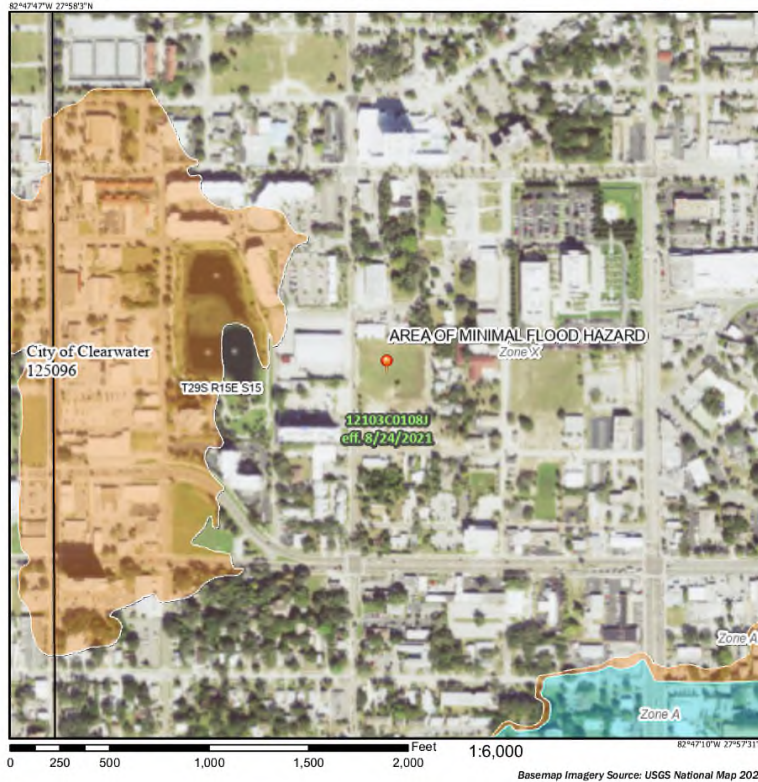 82°47'47"W 27°58'3"N
AREA OF MINIMAL FLOOD HAZARD
Zone X
City of Clearwater
125096
T29S R15E S15
12103C0108J
eff. 8/24/2021
Zone A
Zone A
Feet
1:6,000
82°47'10"W 27°57'31"
0 250 500 1,000 1,500 2,000
Basemap Imagery Source: USGS National Map 202